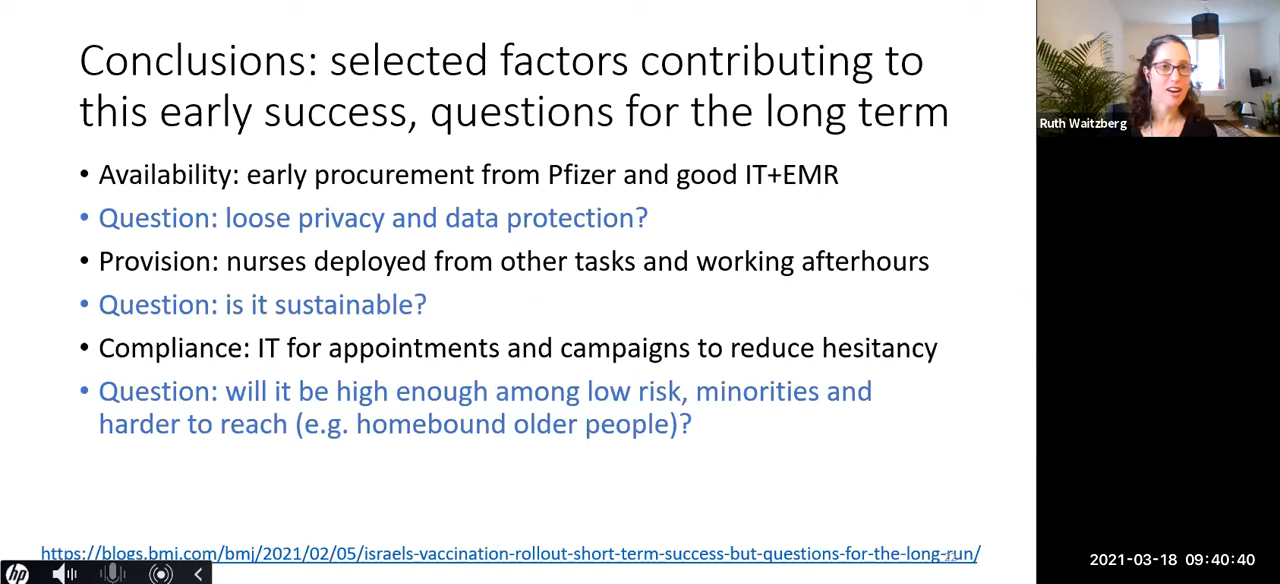 Conclusions: selected factors contributing to
this early success, questions for the long term
• Availability: early procurement from Pfizer and good IT+EMR
• Question: loose privacy and data protection?
• Provision: nurses deployed from other tasks and working afterhours
• Question: is it sustainable?
• Compliance: IT for appointments and campaigns to reduce hesitancy
• Question: will it be high enough among low risk, minorities and
harder to reach (e.g. homebound older people)?
https://blogs.bmj.com/bmj/2021/02/05/israels-vaccination-rollout-short-term-success-but-questions-for-the-long-run/
hp
Ruth Waitzberg
2021-03-18 09:40:40